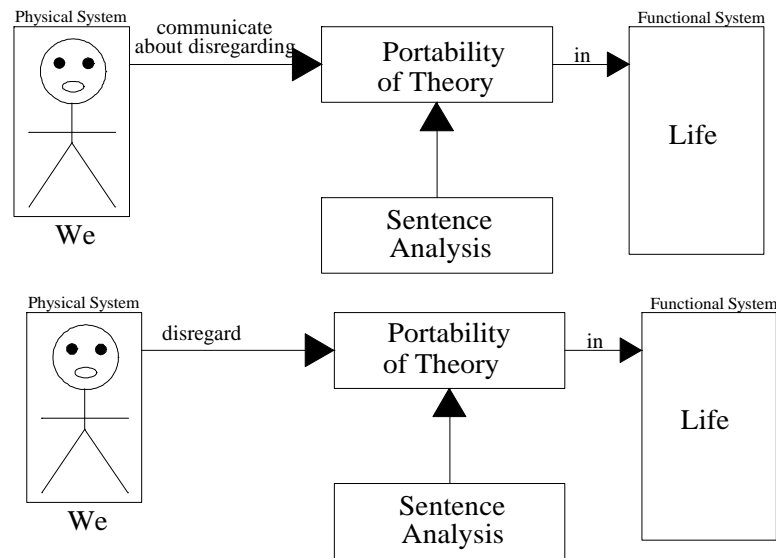 Physical System
communicate
about disregarding
Portability
of Theory
in
Functional System
Life
We
Sentence
Analysis
Physical System
disregard
Portability
of Theory
in
Functional System
Life
We
Sentence
Analysis